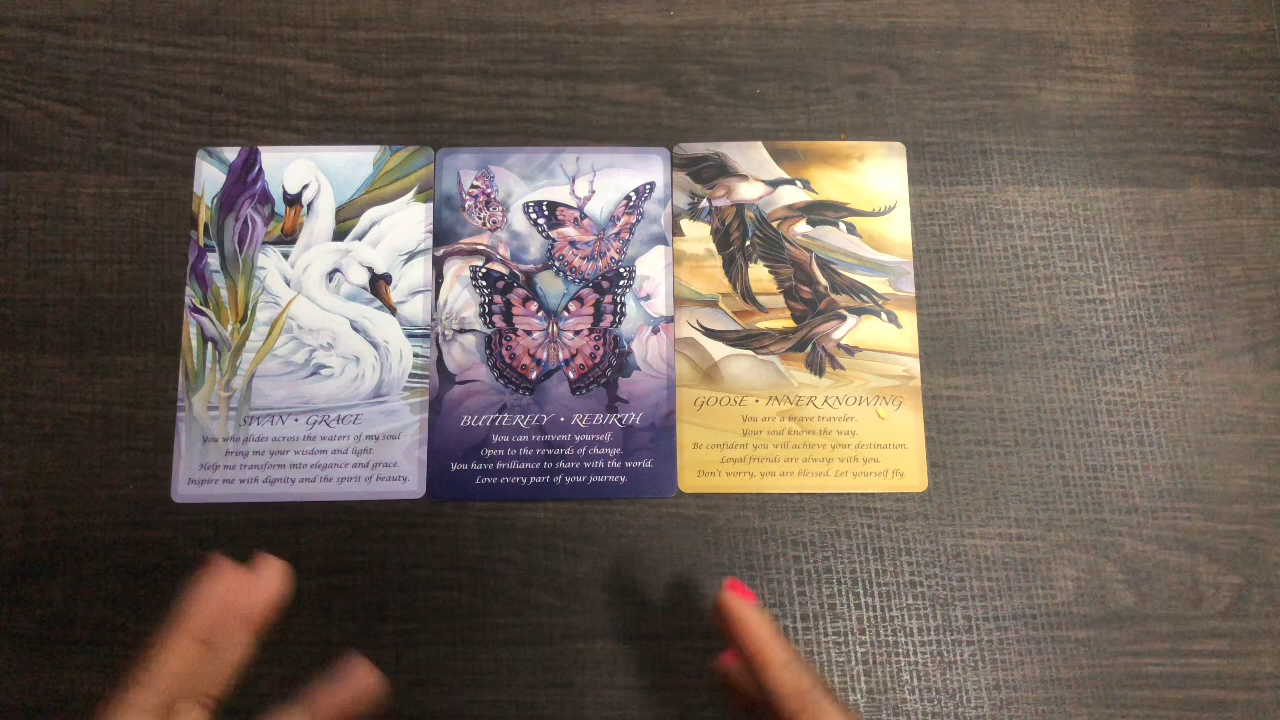 SWAN • GRACE
You who glides across the waters of my soul
bring me your wisdom and light.
Help me transform into elegance and grace.
Inspire me with dignity and the spirit of beauty.
BUTTERFLY • REBIRTH
You can reinvent yourself.
Open to the rewards of change.
You have brilliance to share with the world.
Love every part of your journey.
GOOSE • INNER KNOWING
You are a brave traveler.
Your soul knows the way.
Be confident you will achieve your destination.
Loyal friends are always with you.
Don't worry, you are blessed. Let yourself fly.